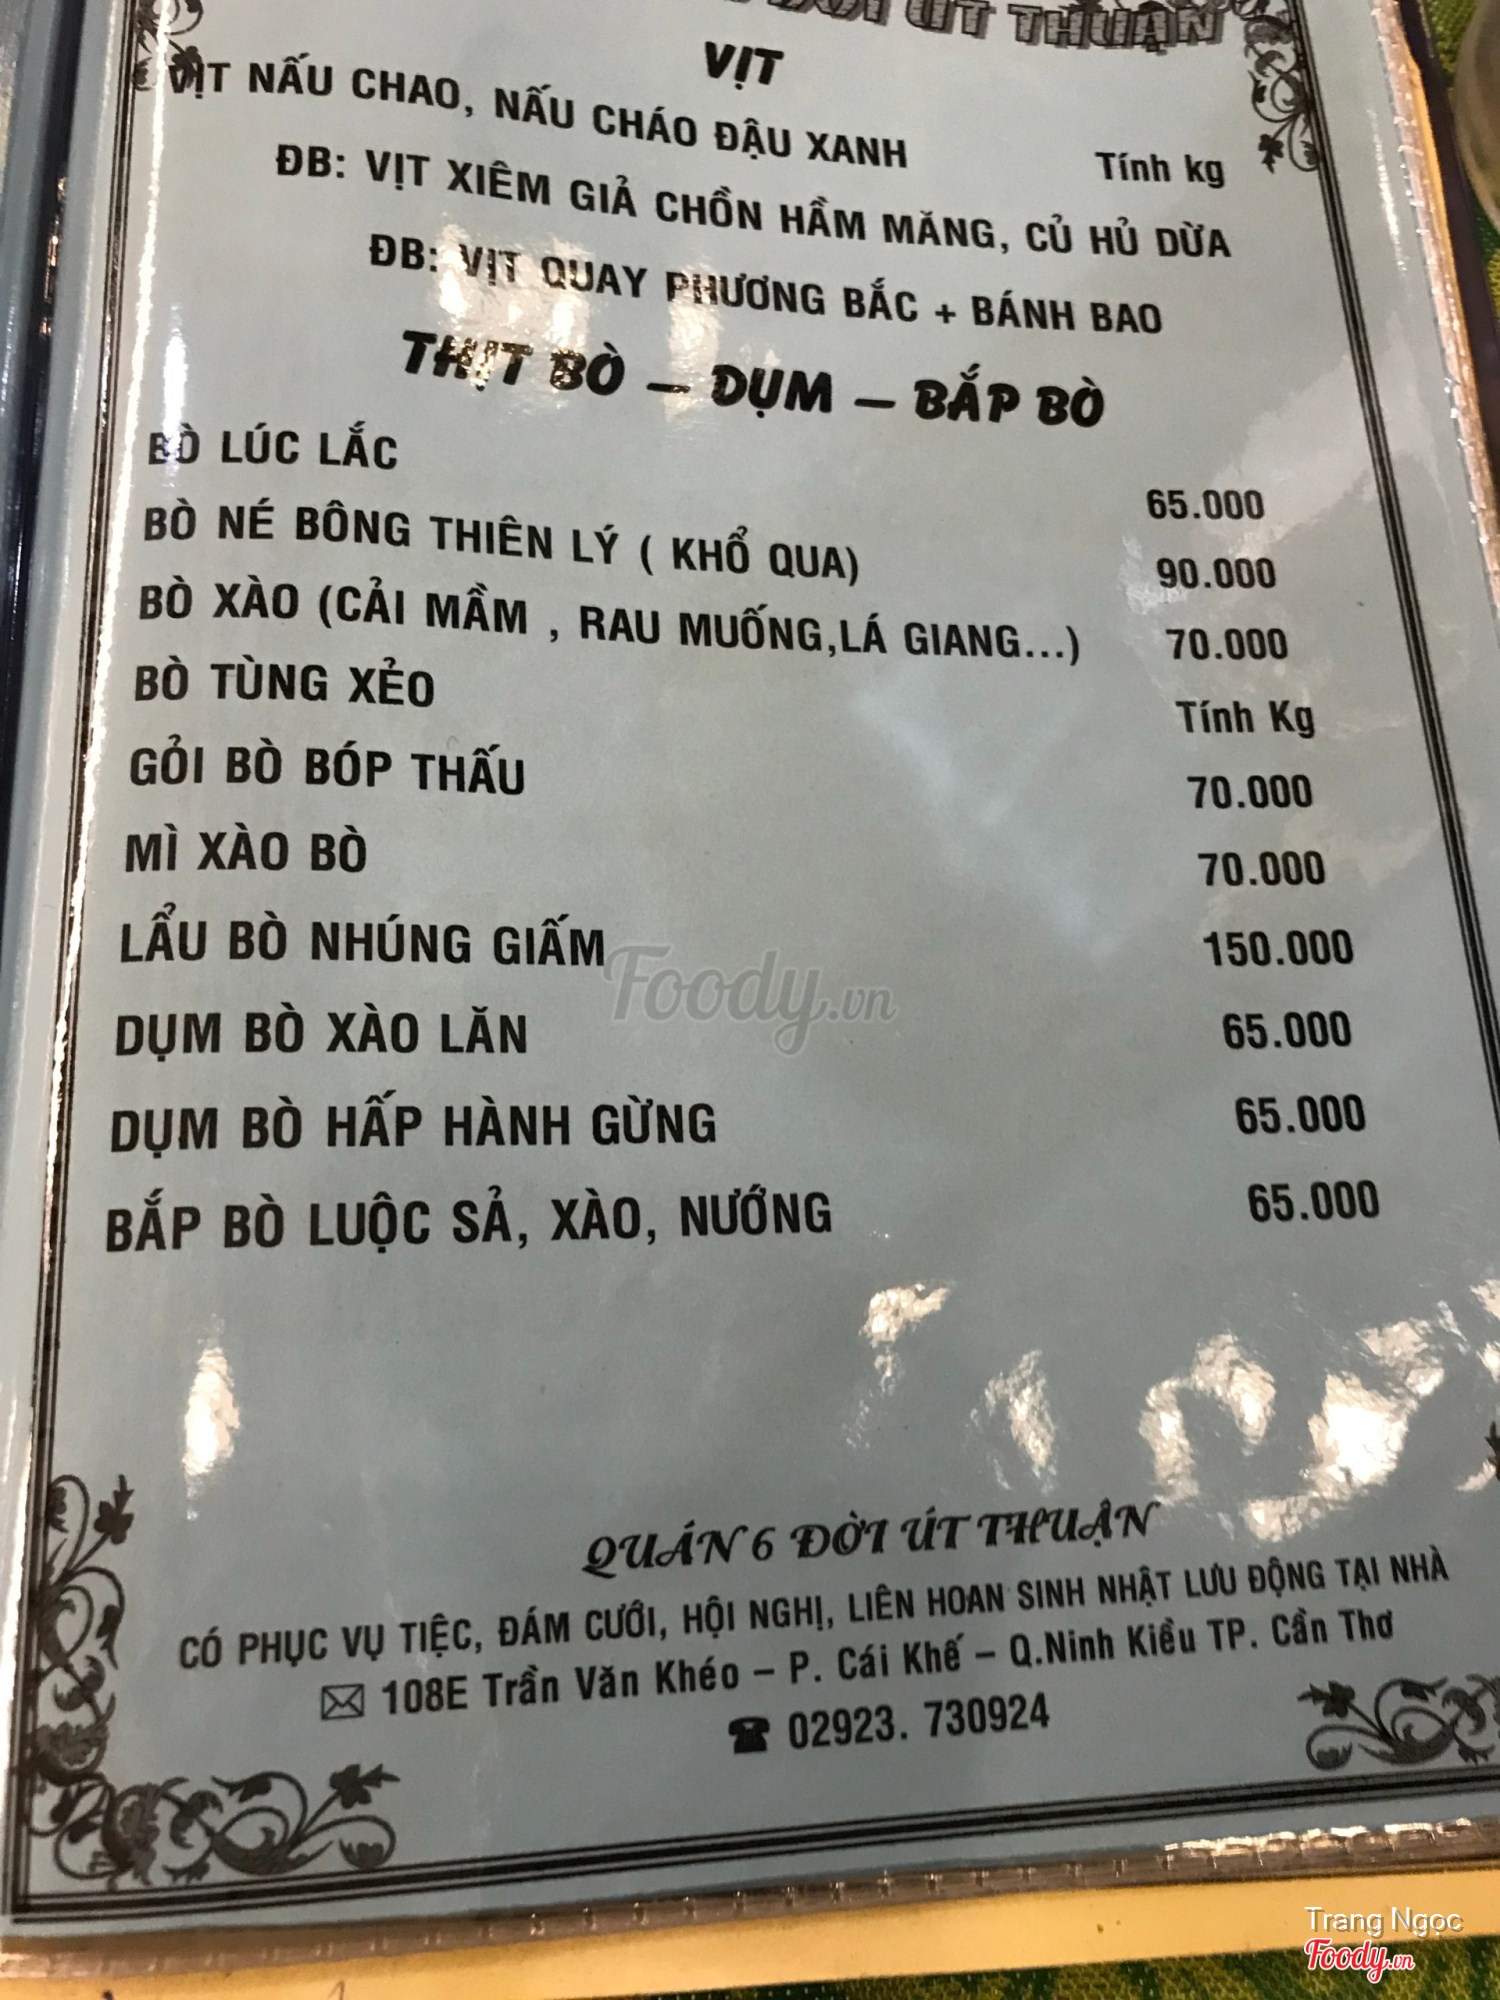 ĐỜI ÚT THUẬN
VỊT
VỊT NẤU CHAO, NẤU CHÁO ĐẬU XANH Tính kg
ĐB: VỊT XIÊM GIẢ CHỒN HẦM MĂNG, CỦ HỦ DỪA
ĐB: VỊT QUAY PHƯƠNG BẮC + BÁNH BAO
THỊT BÒ – DỤM – BẮP BÒ
BÒ LÚC LẮC 65.000
BÒ NÉ BÔNG THIÊN LÝ ( KHỔ QUA) 90.000
BÒ XÀO (CẢI MẦM , RAU MUỐNG,LÁ GIANG...) 70.000
BÒ TÙNG XẺO Tính Kg
GỎI BÒ BÓP THẤU 70.000
MÌ XÀO BÒ 70.000
LẨU BÒ NHÚNG GIẤM 150.000
DỤM BÒ XÀO LĂN 65.000
DỤM BÒ HẤP HÀNH GỪNG 65.000
BẮP BÒ LUỘC SẢ, XÀO, NƯỚNG 65.000
Foody.vn
QUÁN 6 ĐỜI ÚT THUẬN
CÓ PHỤC VỤ TIỆC, ĐÁM CƯỚI, HỘI NGHỊ, LIÊN HOAN SINH NHẬT LƯU ĐỘNG TẠI NHÀ
108E Trần Văn Khéo – P. Cái Khế – Q.Ninh Kiều TP. Cần Thơ
02923. 730924
Trang Ngọc
Foody.vn